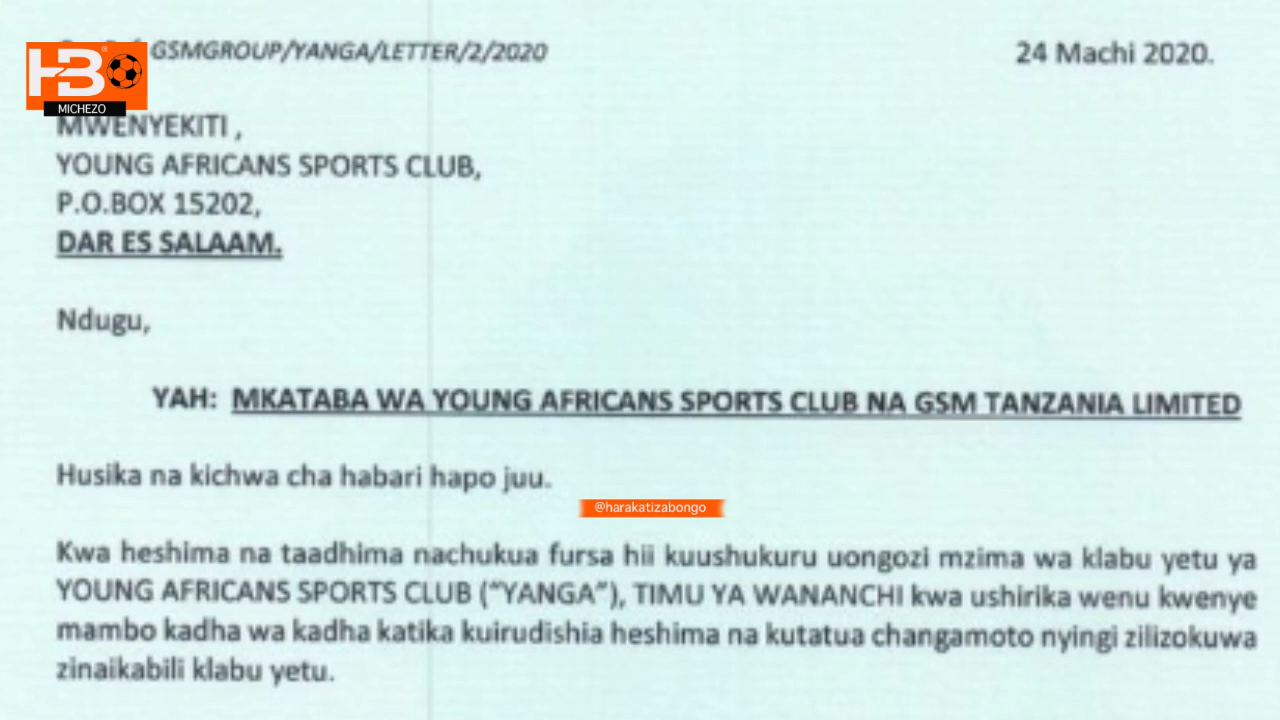 GSMGROUP/YANGA/LETTER/2/2020
24 Machi 2020.
HB
MICHEZO
MWENYEKITI ,
YOUNG AFRICANS SPORTS CLUB,
P.O.BOX 15202,
DAR ES SALAAM.
Ndugu,
YAH: MKATABA WA YOUNG AFRICANS SPORTS CLUB NA GSM TANZANIA LIMITED
Husika na kichwa cha habari hapo juu.
@harakatizabongo
Kwa heshima na taadhima nachukua fursa hii kuushukuru uongozi mzima wa klabu yetu ya
YOUNG AFRICANS SPORTS CLUB (“YANGA”), TIMU YA WANANCHI kwa ushirika wenu kwenye
mambo kadha wa kadha katika kuirudishia heshima na kutatua changamoto nyingi zilizokuwa
zinaikabili klabu yetu.